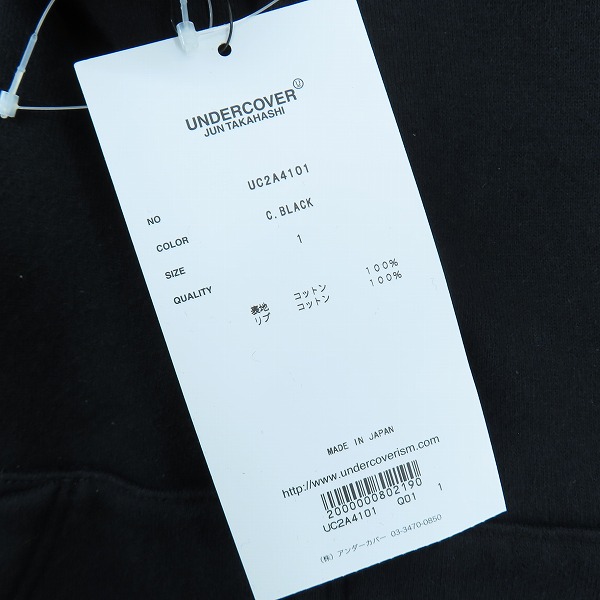 UNDERCOVER U
JUN TAKAHASHI
NO UC2A4101
COLOR C.BLACK
SIZE 1
QUALITY
表地 コットン 100%
リブ コットン 100%
MADE IN JAPAN
http://www.undercoverism.com
2000000802190
UC2A4101 Q01 1
(株) アンダーカバー 03-3470-0850